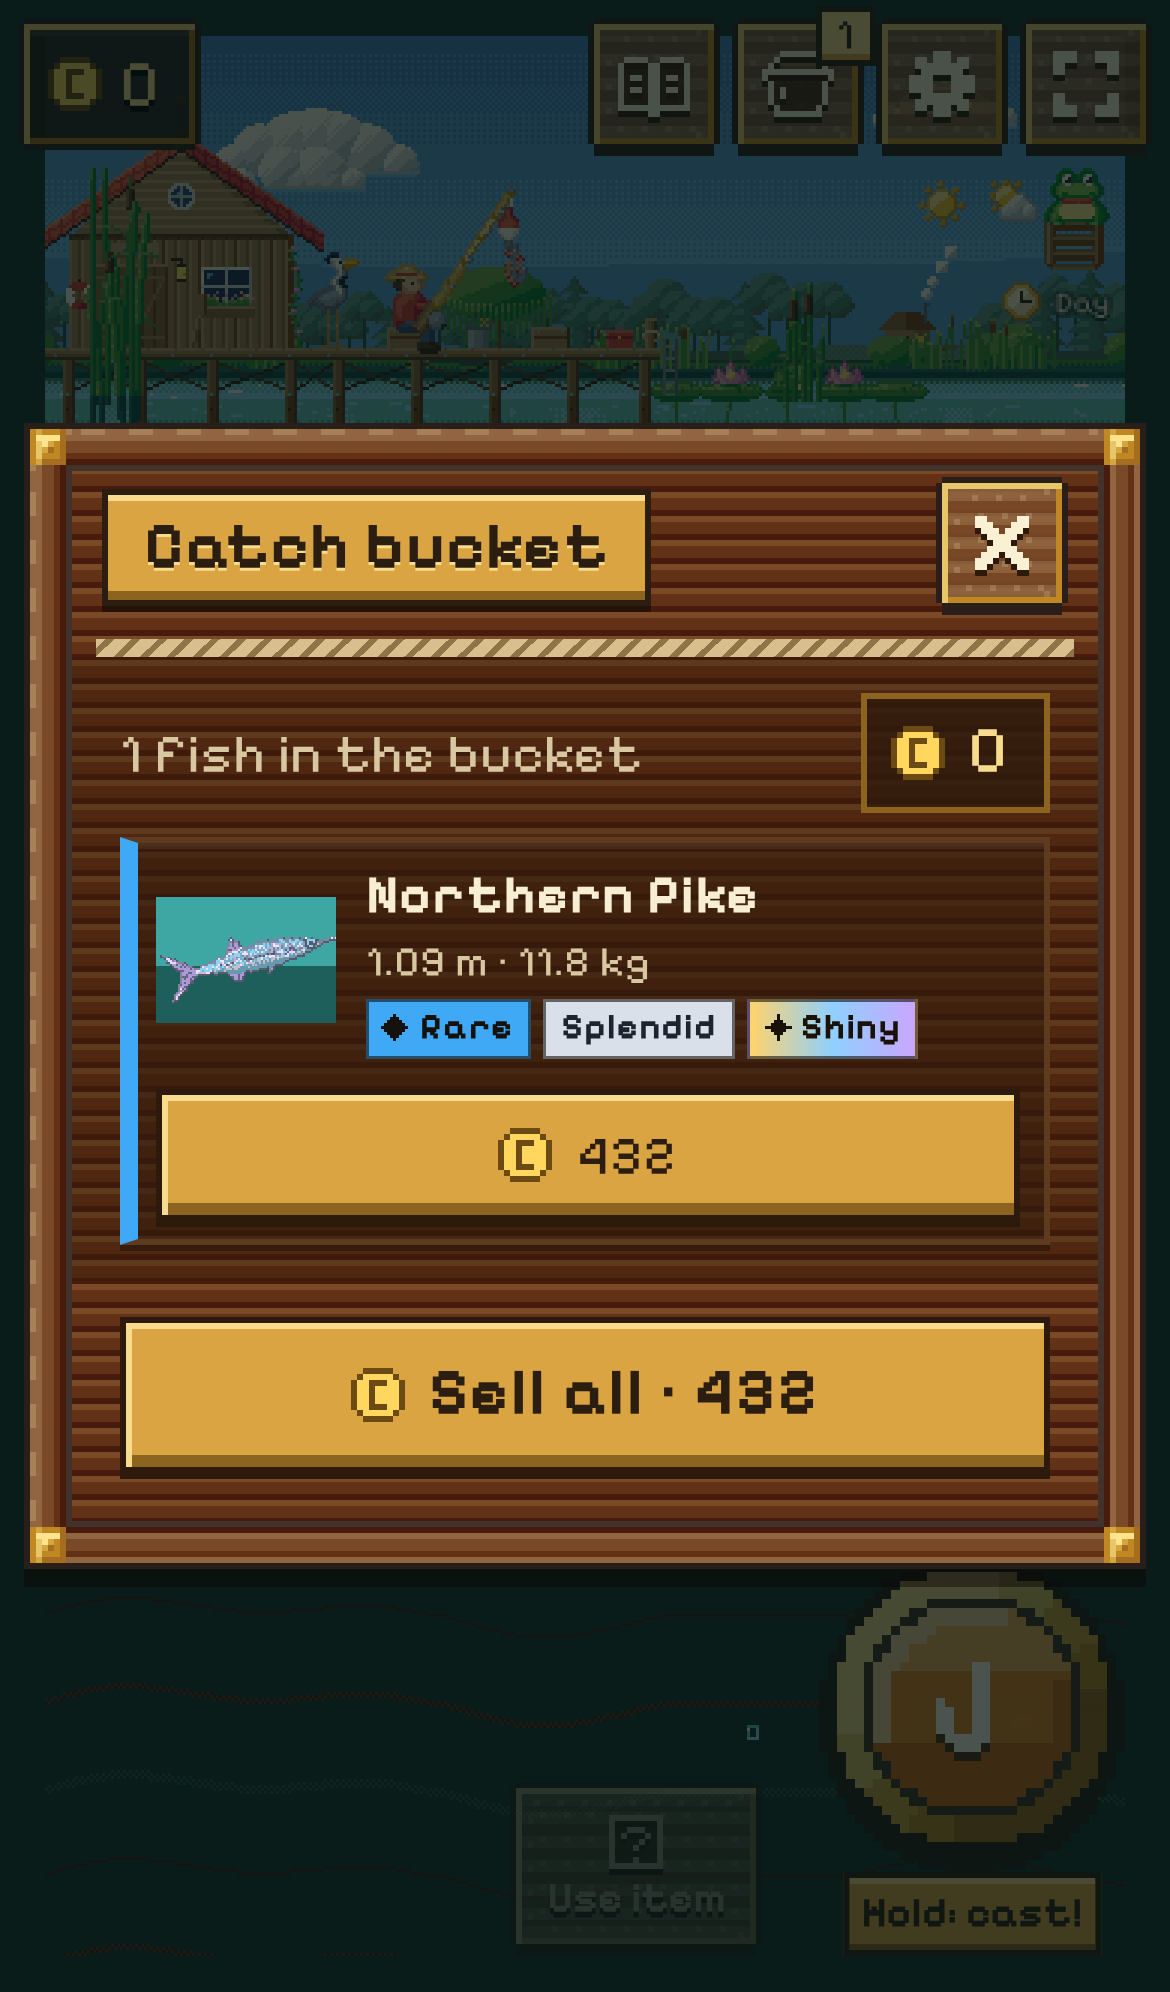 C 0
1
Day
Catch bucket
1 fish in the bucket
C 0
Northern Pike
1.09 m · 11.8 kg
Rare
Splendid
Shiny
C 432
C Sell all · 432
?
Use item
Hold: cast!